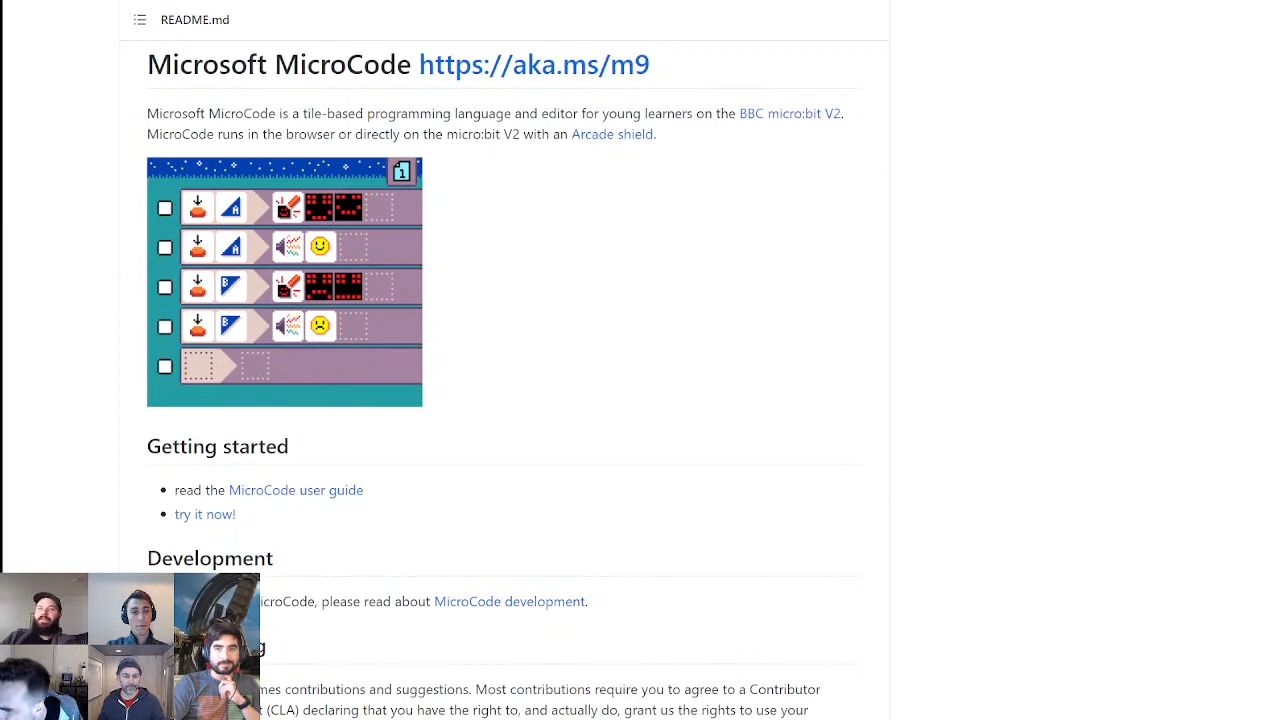 README.md
Microsoft MicroCode https://aka.ms/m9
Microsoft MicroCode is a tile-based programming language and editor for young learners on the BBC micro:bit V2.
MicroCode runs in the browser or directly on the micro:bit V2 with an Arcade shield.
1
A
A
B
B
Getting started
read the MicroCode user guide
try it now!
Development
icroCode, please read about MicroCode development.
g
mes contributions and suggestions. Most contributions require you to agree to a Contributor
(CLA) declaring that you have the right to, and actually do, grant us the rights to use your